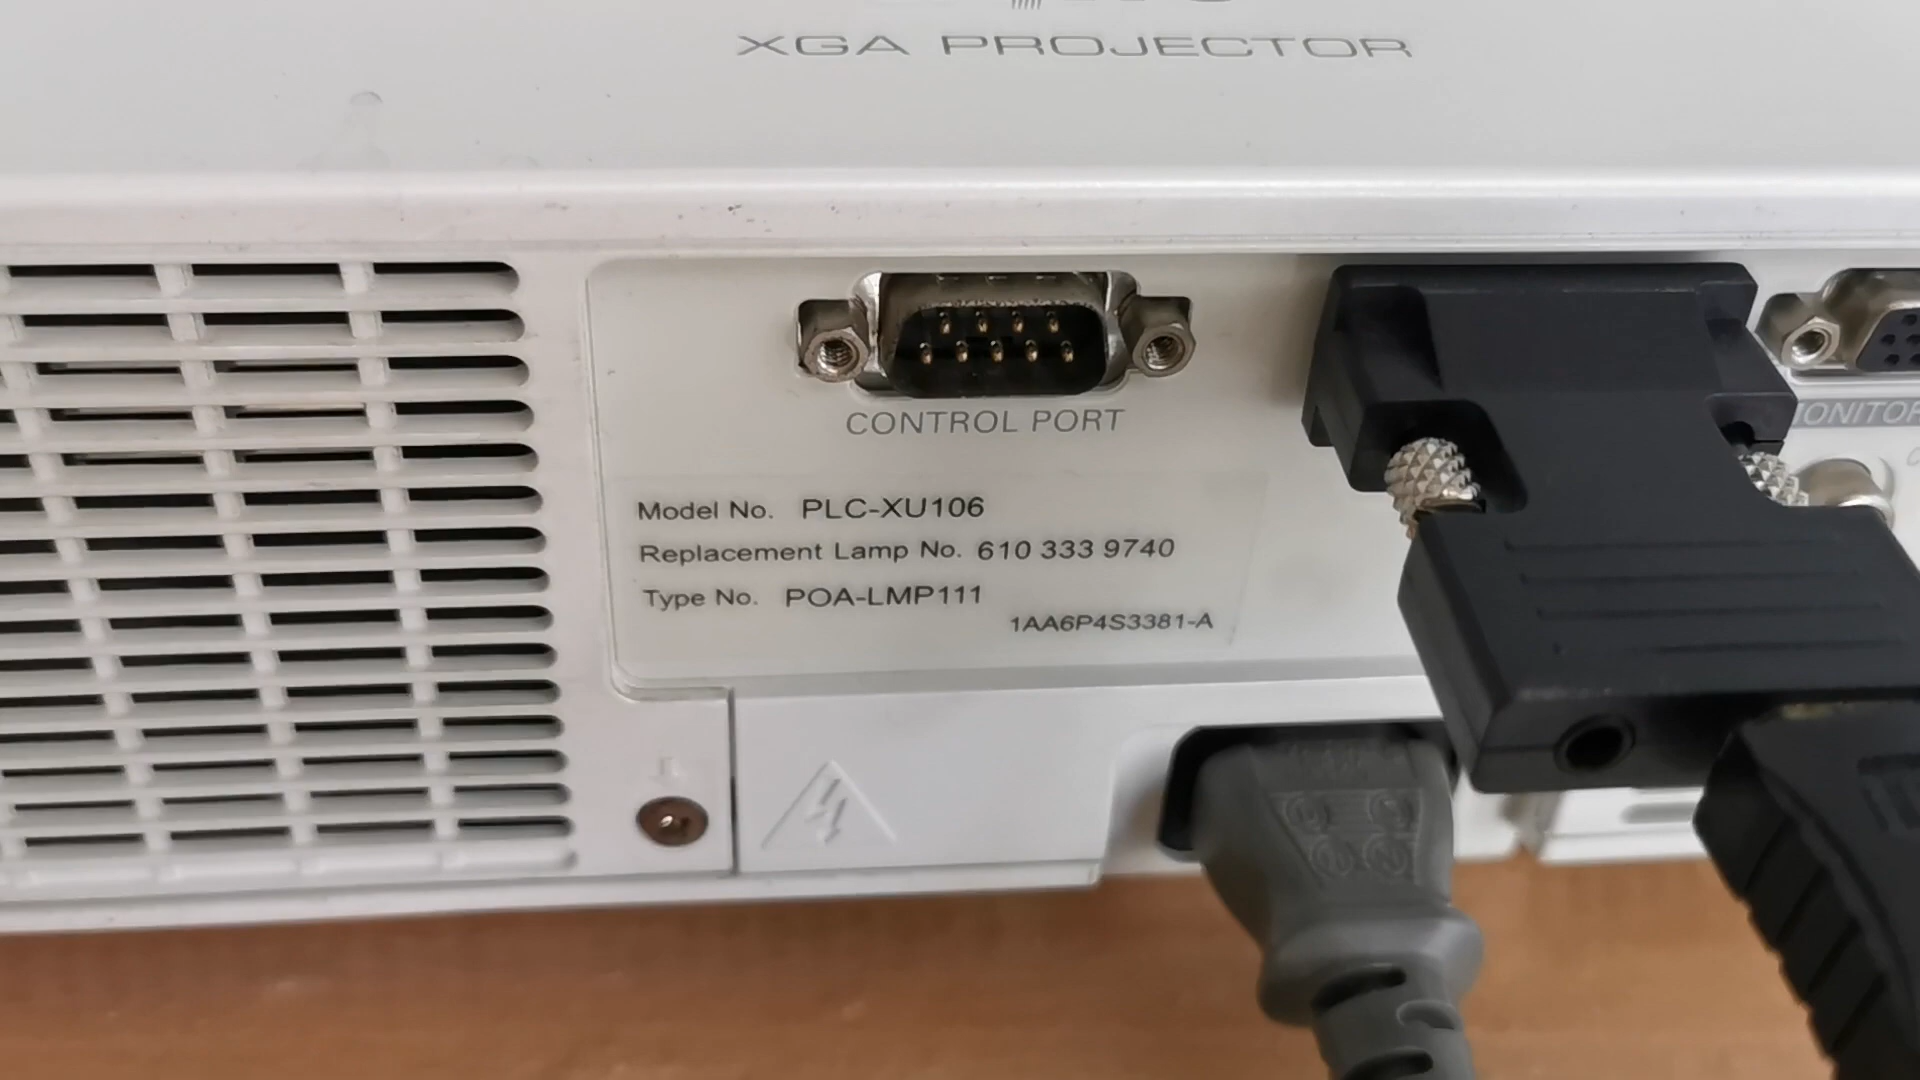 XGA PROJECTOR
CONTROL PORT
MONITOR
Model No. PLC-XU106
Replacement Lamp No. 610 333 9740
Type No. POA-LMP111
1AA6P4S3381-A